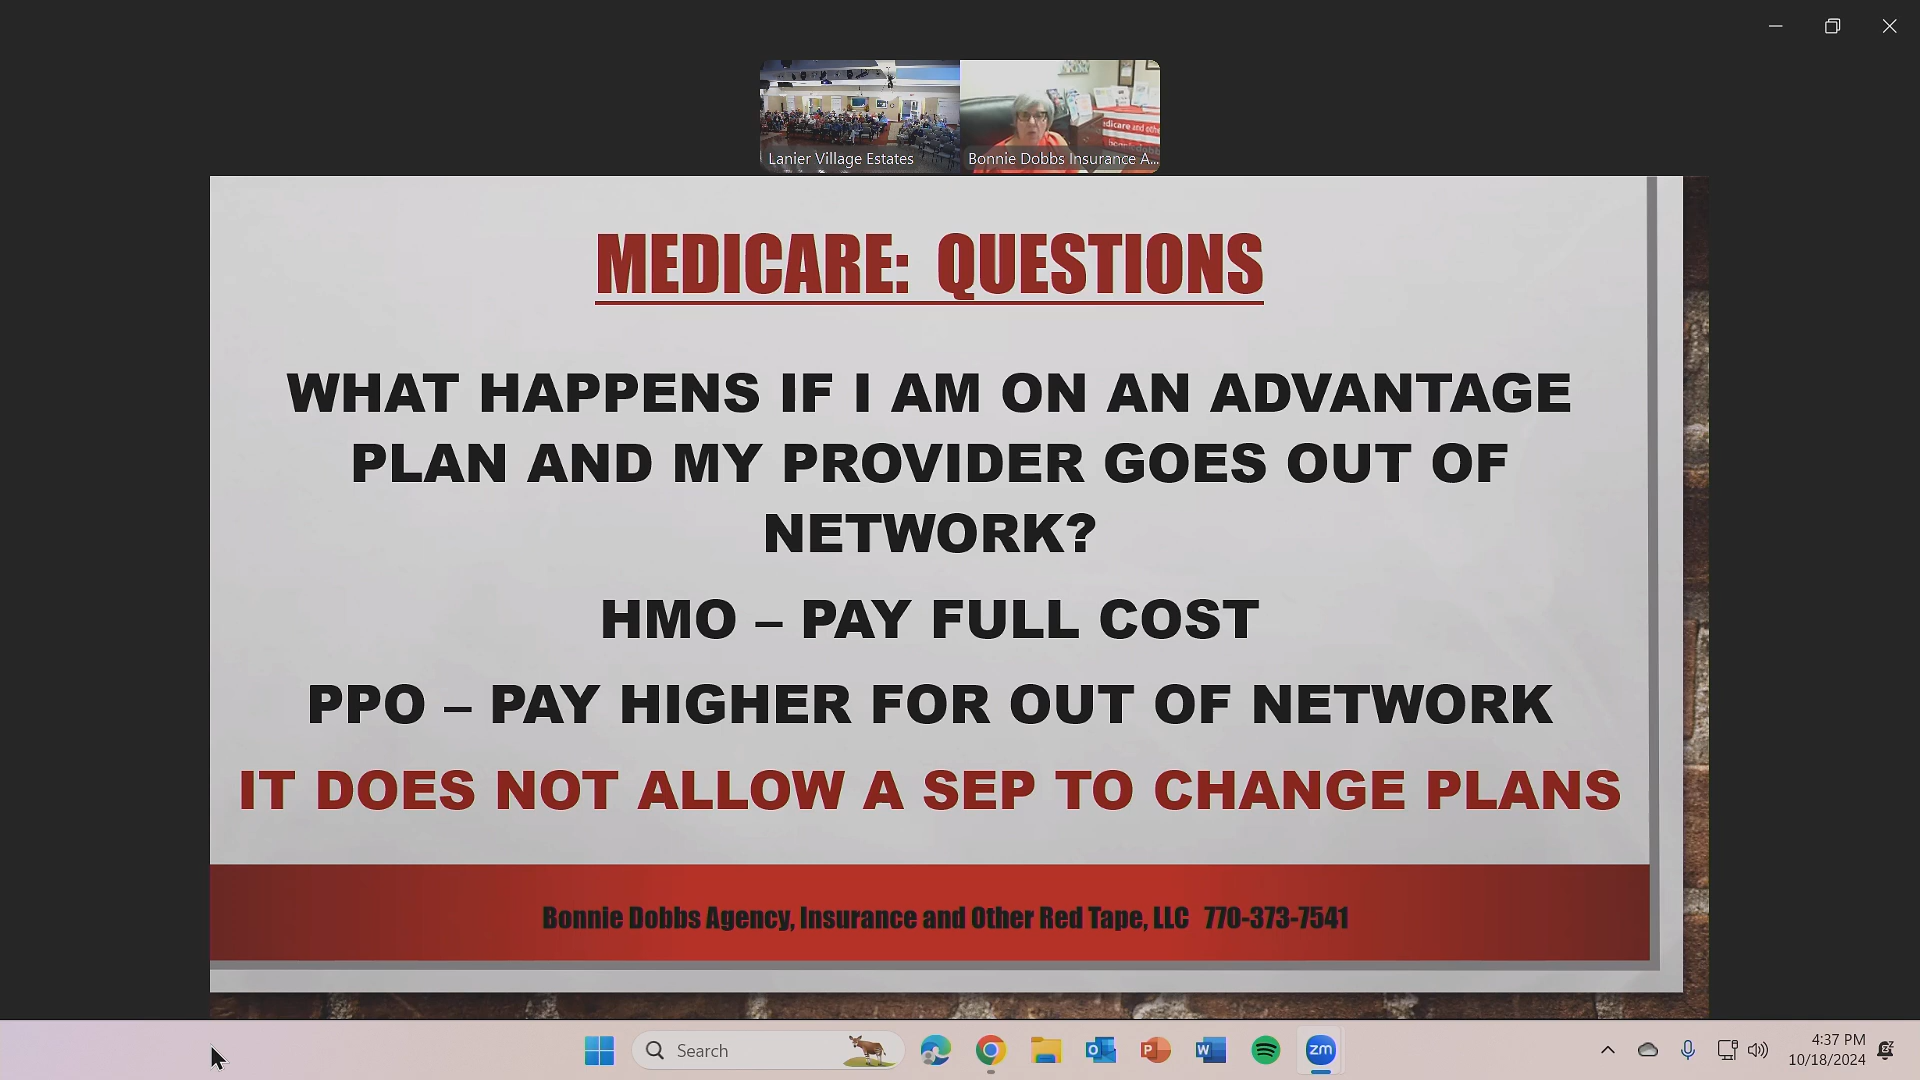 Lanier Village Estates
Bonnie Dobbs Insurance A...
MEDICARE: QUESTIONS
WHAT HAPPENS IF I AM ON AN ADVANTAGE
PLAN AND MY PROVIDER GOES OUT OF
NETWORK?
HMO – PAY FULL COST
PPO – PAY HIGHER FOR OUT OF NETWORK
IT DOES NOT ALLOW A SEP TO CHANGE PLANS
Bonnie Dobbs Agency, Insurance and Other Red Tape, LLC 770-373-7541
Search
zm
4:37 PM
10/18/2024